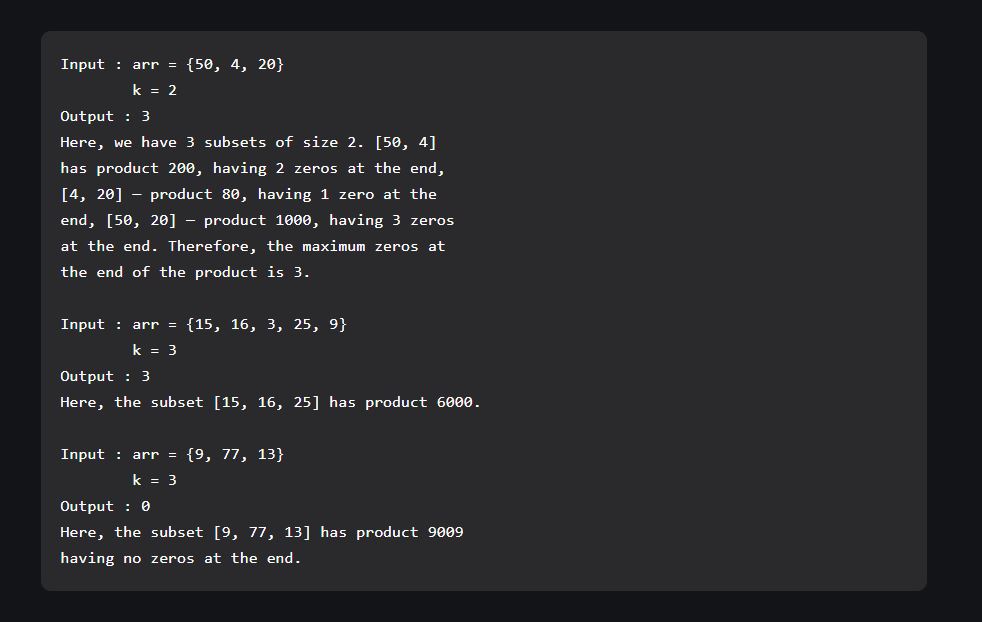 Input : arr = {50, 4, 20}
        k = 2
Output : 3
Here, we have 3 subsets of size 2. [50, 4]
has product 200, having 2 zeros at the end,
[4, 20] — product 80, having 1 zero at the
end, [50, 20] — product 1000, having 3 zeros
at the end. Therefore, the maximum zeros at
the end of the product is 3.

Input : arr = {15, 16, 3, 25, 9}
        k = 3
Output : 3
Here, the subset [15, 16, 25] has product 6000.

Input : arr = {9, 77, 13}
        k = 3
Output : 0
Here, the subset [9, 77, 13] has product 9009
having no zeros at the end.